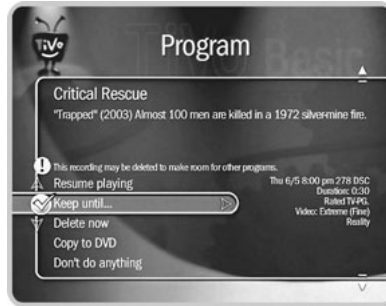 TiVo
TiVo Basic
Program
Critical Rescue
"Trapped" (2003) Almost 100 men are killed in a 1972 silver-mine fire.
This recording may be deleted to make room for other programs.
Resume playing
Keep until...
Delete now
Copy to DVD
Don't do anything
Thu 6/5 8:00 pm 278 DSC
Duration: 0:30
Rated TV-PG.
Video: Extreme (Fine)
Reality